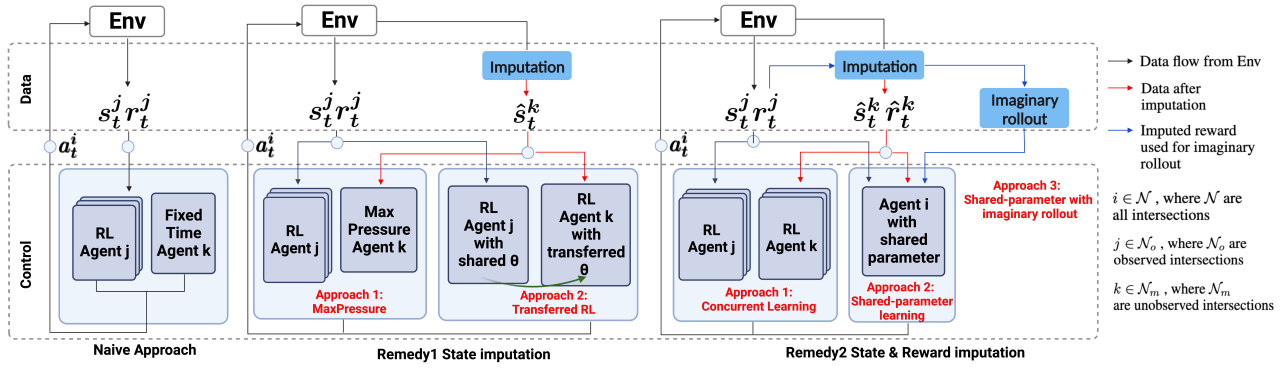 Env
Env
Env
Data
Imputation
Imputation
Imaginary
rollout
s_t^j r_t^j
s_t^j r_t^j
ŝ_t^k
s_t^j r_t^j
ŝ_t^k r̂_t^k
a_t^i
a_t^i
a_t^i
Control
RL
Agent j
Fixed
Time
Agent k
Naive Approach
RL
Agent j
Max
Pressure
Agent k
Approach 1:
MaxPressure
RL
Agent j
with
shared θ
RL
Agent k
with
transferred
θ
Approach 2:
Transferred RL
Remedy1 State imputation
RL
Agent j
RL
Agent k
Approach 1:
Concurrent Learning
Agent i
with
shared
parameter
Approach 2:
Shared-parameter
learning
Approach 3:
Shared-parameter with
imaginary rollout
Remedy2 State & Reward imputation
Data flow from Env
Data after
imputation
Imputed reward
used for imaginary
rollout
i ∈ 𝒩 , where 𝒩 are
all intersections
j ∈ 𝒩_o , where 𝒩_o are
observed intersections
k ∈ 𝒩_m , where 𝒩_m
are unobserved intersections